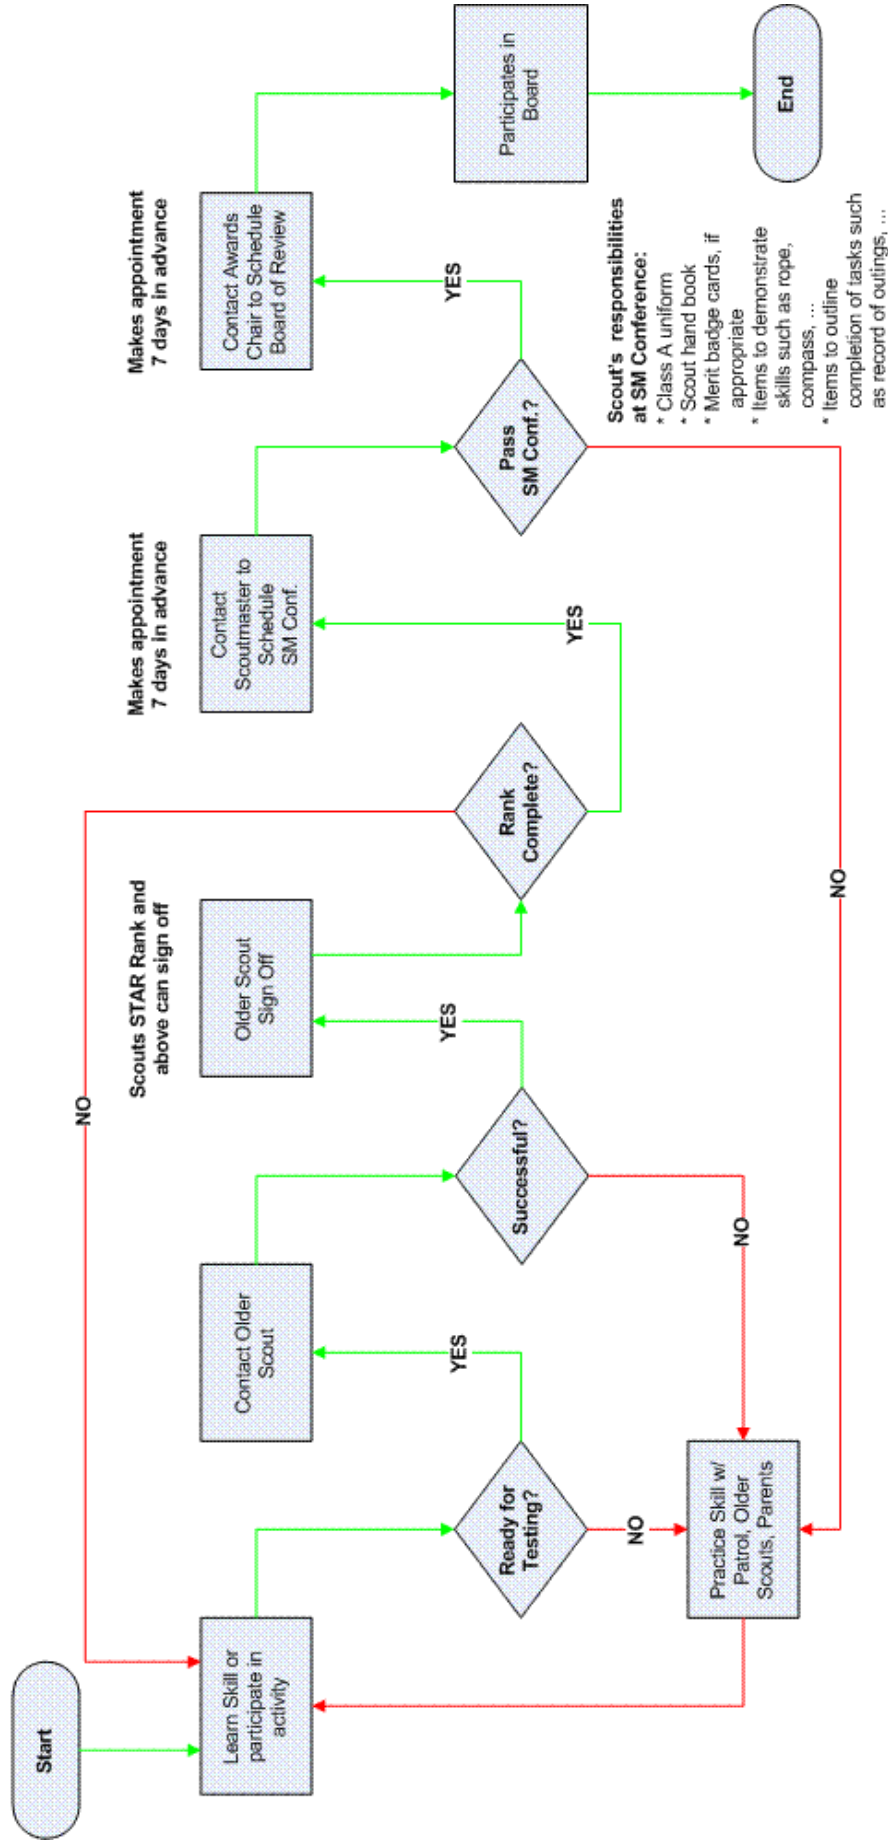 Start
Learn Skill or
participate in
activity
Ready for
Testing?
NO
YES
Practice Skill w/
Patrol, Older
Scouts, Parents
Contact Older
Scout
Successful?
NO
YES
Scouts STAR Rank and
above can sign off
Older Scout
Sign Off
Rank
Complete?
NO
YES
Makes appointment
7 days in advance
Contact
Scoutmaster to
Schedule
SM Conf.
Pass
SM Conf.?
NO
YES
Makes appointment
7 days in advance
Contact Awards
Chair to Schedule
Board of Review
Scout's responsibilities
at SM Conference:
* Class A uniform
* Scout hand book
* Merit badge cards, if
appropriate
* Items to demonstrate
skills such as rope,
compass, ...
* Items to outline
completion of tasks such
as record of outings, ...
Participates in
Board
End